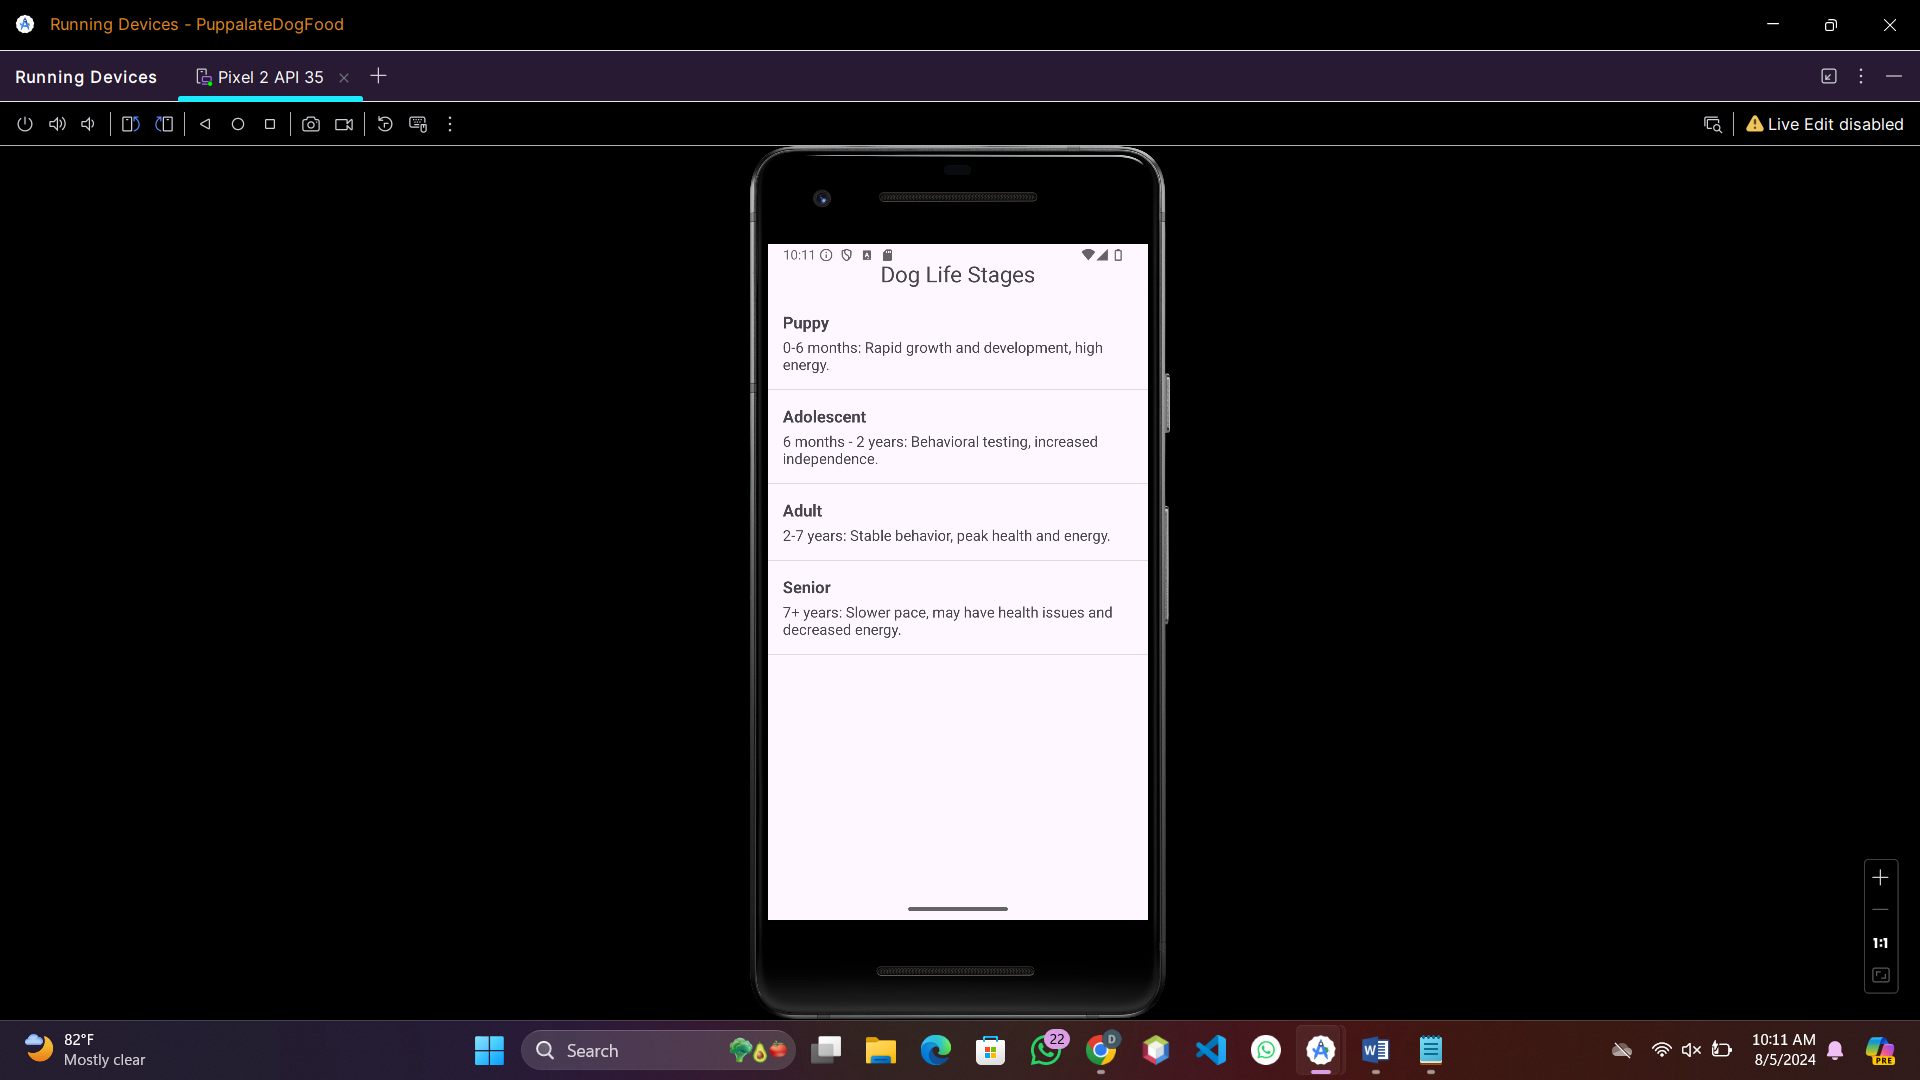 Running Devices - PuppalateDogFood
Running Devices
Pixel 2 API 35
Live Edit disabled
10:11
Dog Life Stages
Puppy
0-6 months: Rapid growth and development, high
energy.
Adolescent
6 months - 2 years: Behavioral testing, increased
independence.
Adult
2-7 years: Stable behavior, peak health and energy.
Senior
7+ years: Slower pace, may have health issues and
decreased energy.
1:1
82°F
Mostly clear
Search
22
D
10:11 AM
8/5/2024
PRE